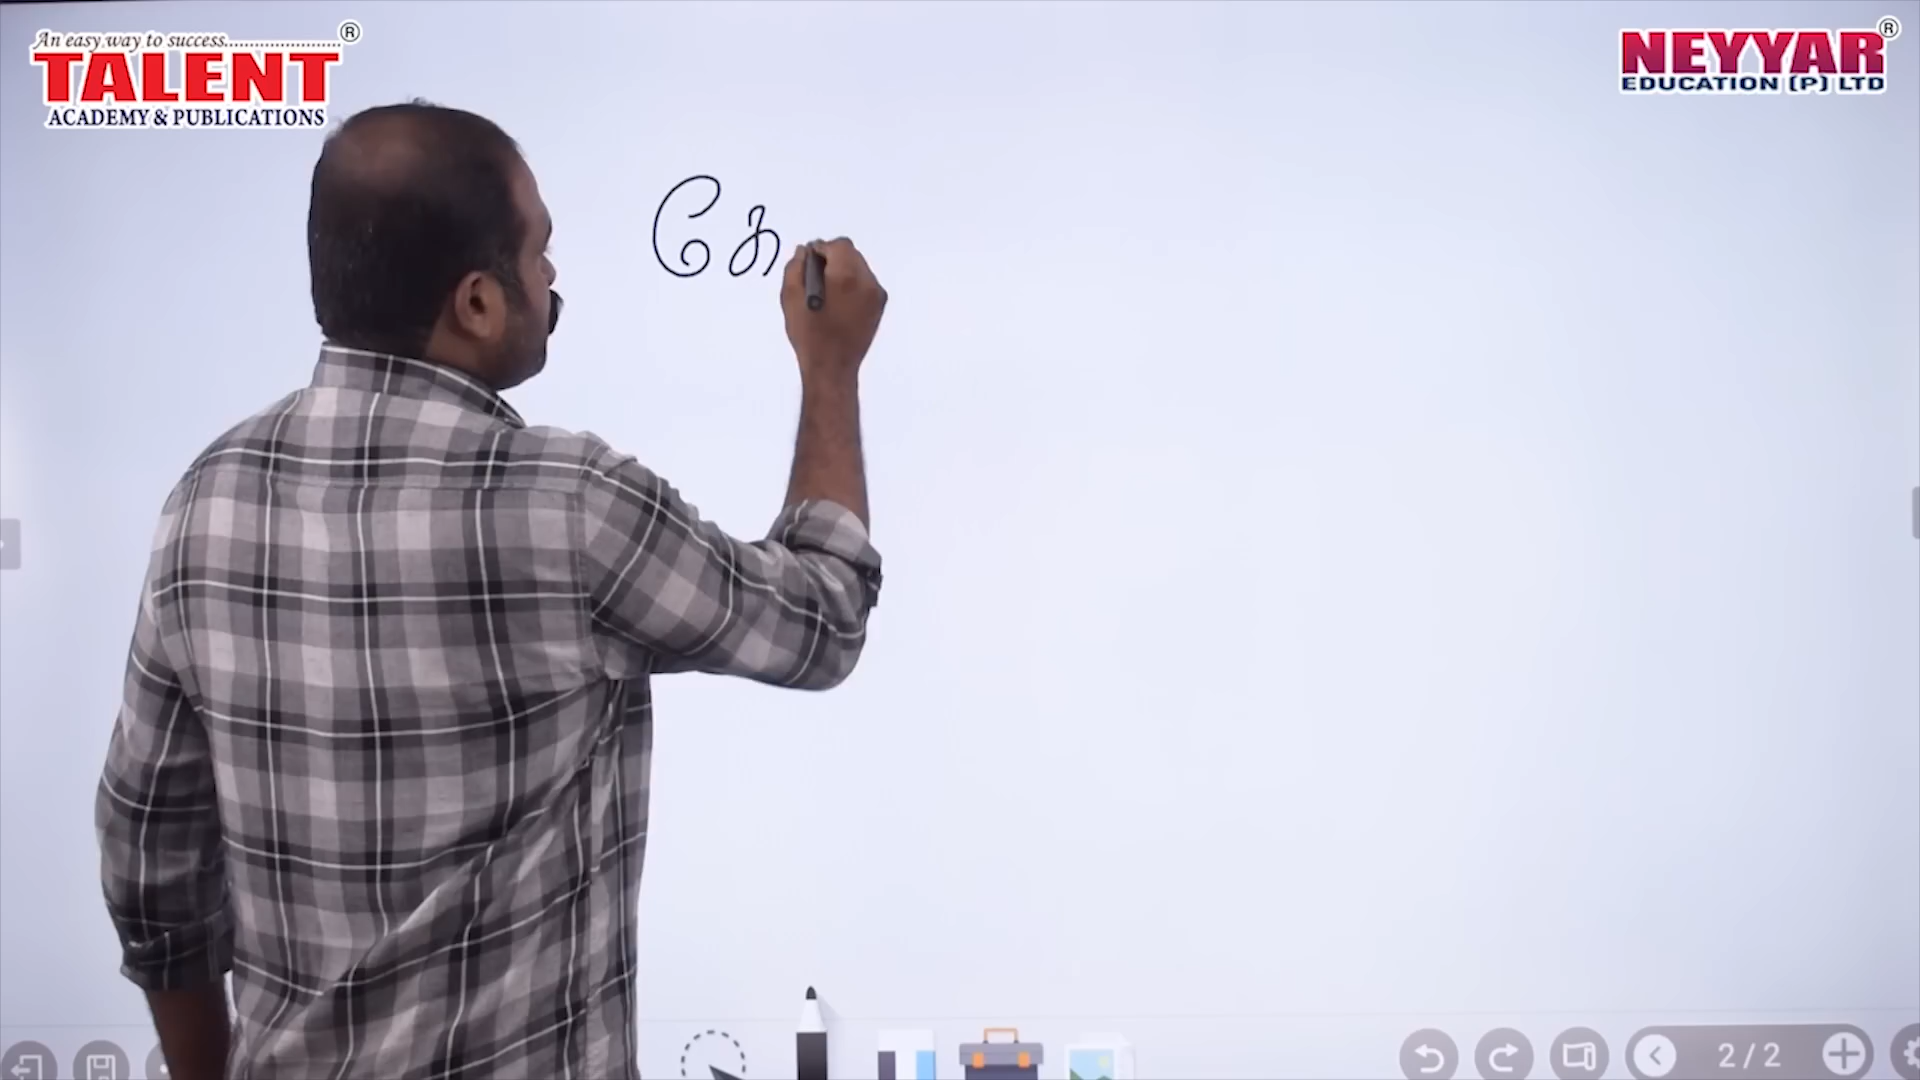 An easy way to success........................ ®
TALENT
ACADEMY & PUBLICATIONS
NEYYAR ®
EDUCATION (P) LTD
കേ
2/2